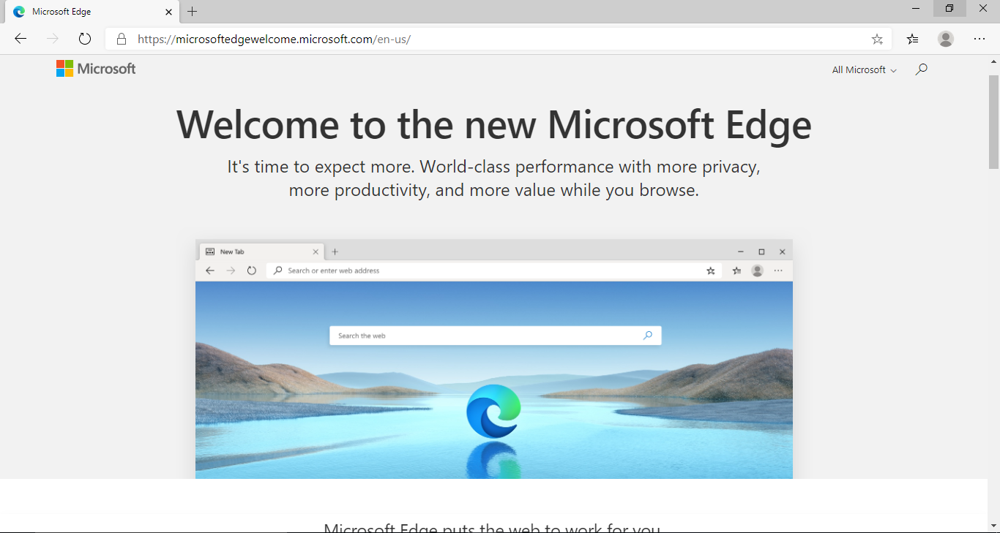 Microsoft Edge
https://microsoftedgewelcome.microsoft.com/en-us/
Microsoft
All Microsoft
Welcome to the new Microsoft Edge
It's time to expect more. World-class performance with more privacy,
more productivity, and more value while you browse.
New Tab
Search or enter web address
Search the web
Microsoft Edge puts the web to work for you